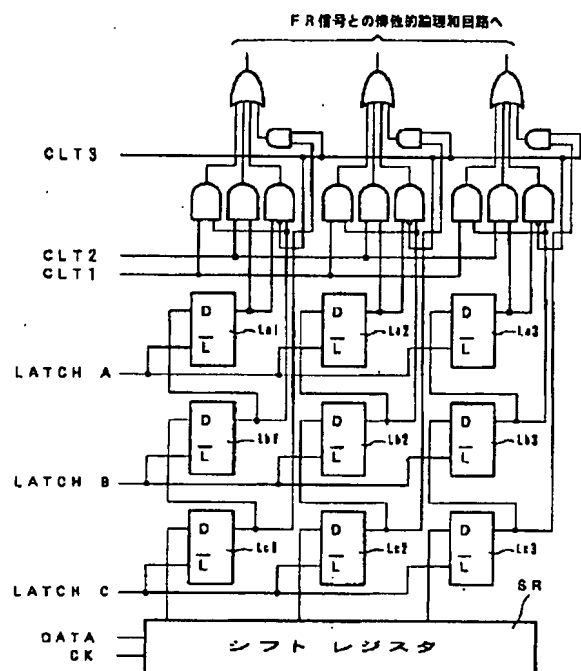 FR信号との排他的論理和回路へ
CLT3
CLT2
CLT1
D
L
La1
D
L
La2
D
L
La3
LATCH A
D
L
Lb1
D
L
Lb2
D
L
Lb3
LATCH B
D
L
Lc1
D
L
Lc2
D
L
Lc3
LATCH C
SR
DATA
CK
シフト レジスタ